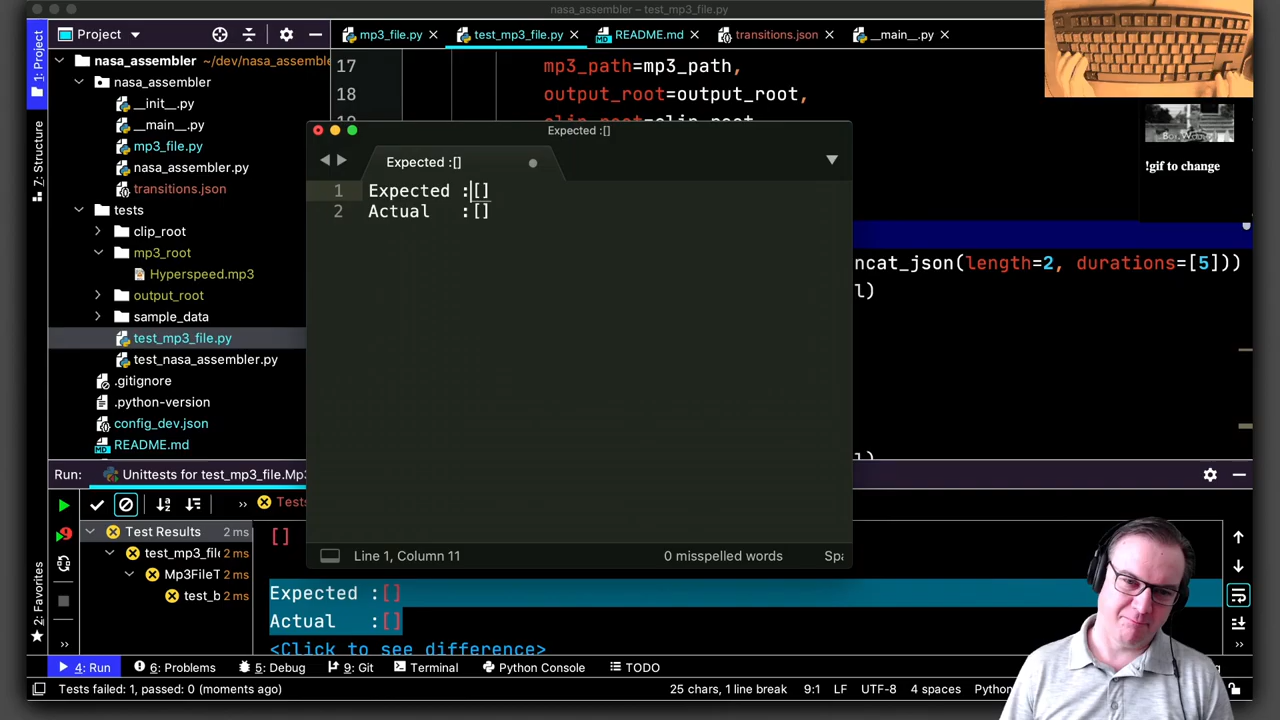 nasa_assembler – test_mp3_file.py
1: Project
Project
mp3_file.py
test_mp3_file.py
README.md
transitions.json
__main__.py
nasa_assembler ~/dev/nasa_assemble
nasa_assembler
__init__.py
__main__.py
mp3_file.py
nasa_assembler.py
transitions.json
tests
clip_root
mp3_root
Hyperspeed.mp3
output_root
sample_data
test_mp3_file.py
test_nasa_assembler.py
.gitignore
.python-version
config_dev.json
README.md
7: Structure
2: Favorites
17 mp3_path=mp3_path,
18 output_root=output_root,
!gif to change
ncat_json(length=2, durations=[5]))
l)
Expected :[]
Expected :[]
1 Expected :[]
2 Actual :[]
Line 1, Column 11
0 misspelled words
Spa
Run:
Unittests for test_mp3_file.Mp3
Tests
Test Results 2 ms
test_mp3_fil 2 ms
Mp3FileT 2 ms
test_b 2 ms
[]
Expected :[]
Actual :[]
<Click to see difference>
4: Run
6: Problems
5: Debug
9: Git
Terminal
Python Console
TODO
Tests failed: 1, passed: 0 (moments ago)
25 chars, 1 line break
9:1
LF
UTF-8
4 spaces
Python